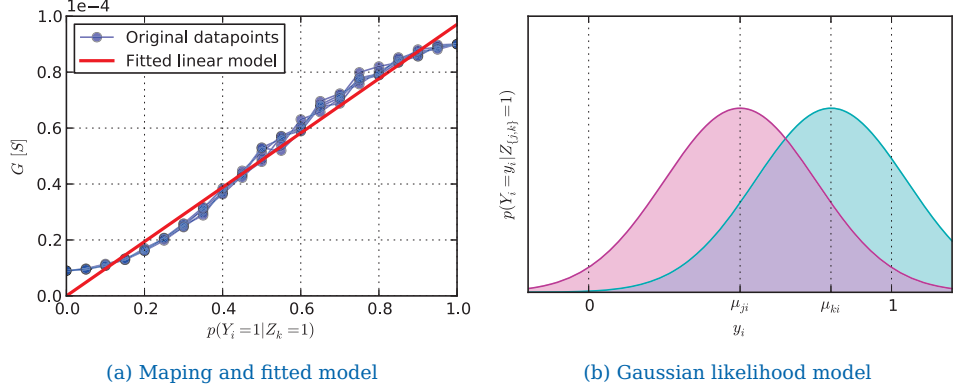 1e−4
1.0
0.8
0.6
0.4
0.2
0.0
G [S]
Original datapoints
Fitted linear model
0.0 0.2 0.4 0.6 0.8 1.0
p(Y_i =1|Z_k =1)
(a) Maping and fitted model
p(Y_i =y_i|Z_{j,k} =1)
0 μ_ji μ_ki 1
y_i
(b) Gaussian likelihood model